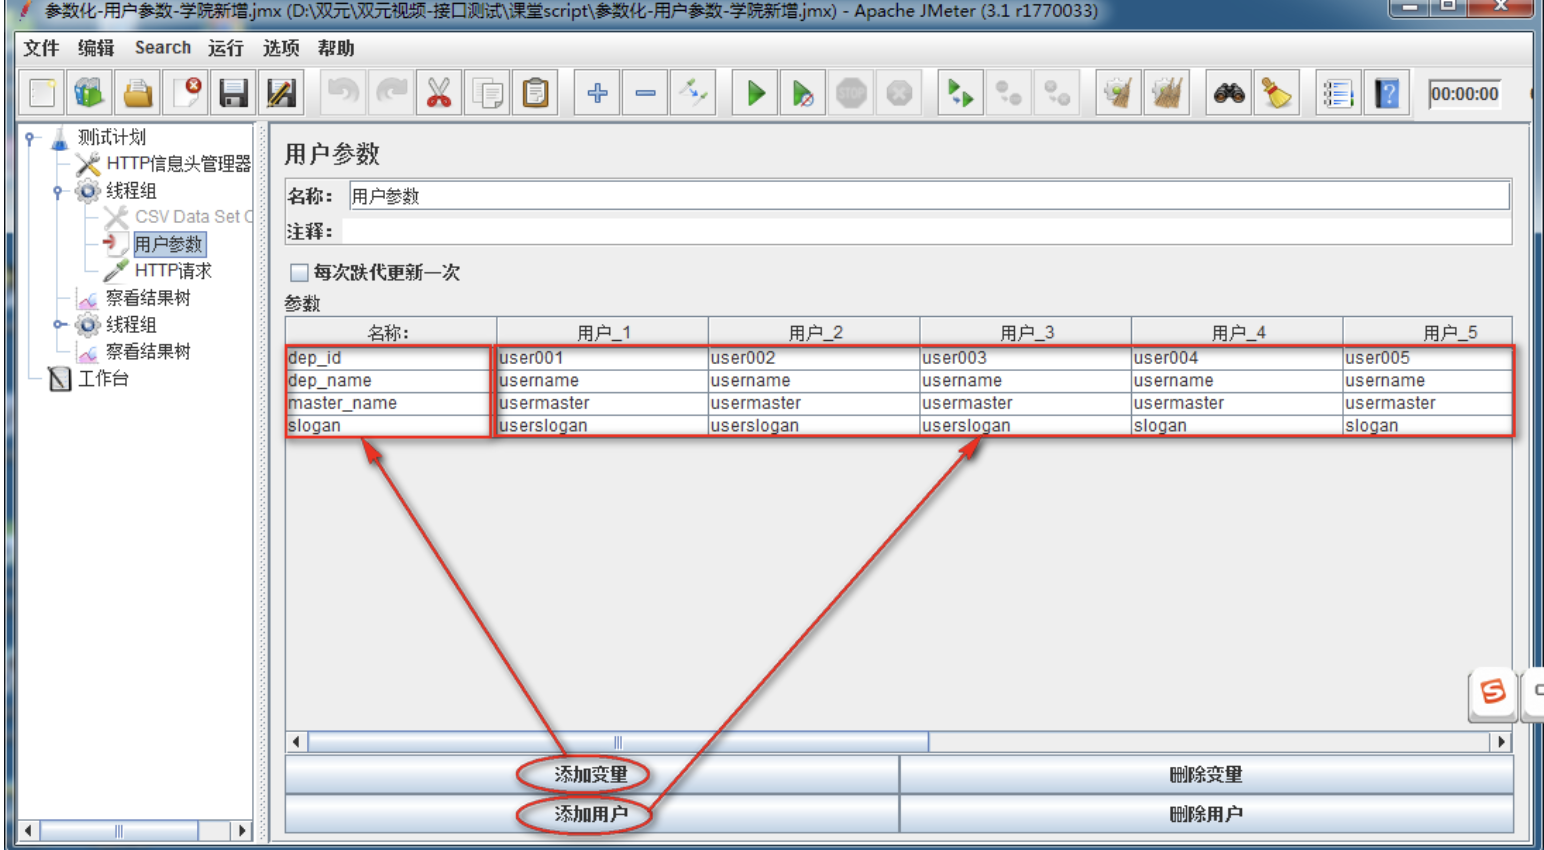 参数化-用户参数-学院新增.jmx (D:\双元\双元视频-接口测试\课堂script\参数化-用户参数-学院新增.jmx) - Apache JMeter (3.1 r1770033)
文件 编辑 Search 运行 选项 帮助
STOP
00:00:00
测试计划
HTTP信息头管理器
线程组
CSV Data Set C
用户参数
HTTP请求
察看结果树
线程组
察看结果树
工作台
用户参数
名称： 用户参数
注释：
每次跌代更新一次
参数
名称: 用户_1 用户_2 用户_3 用户_4 用户_5
dep_id user001 user002 user003 user004 user005
dep_name username username username username username
master_name usermaster usermaster usermaster usermaster usermaster
slogan userslogan userslogan userslogan slogan slogan
添加变量 删除变量
添加用户 删除用户